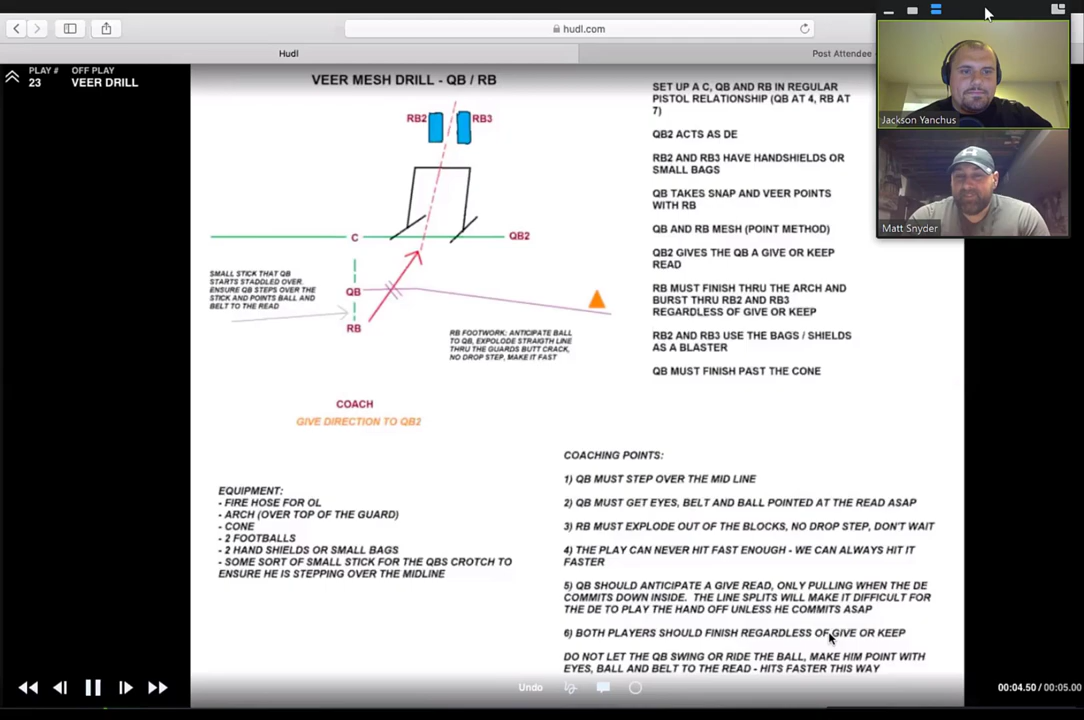 hudl.com
Hudl
Post Attendee
PLAY # OFF PLAY
23 VEER DRILL
Jackson Yanchus
Matt Snyder
VEER MESH DRILL - QB / RB
RB2 RB3
C QB2
QB
RB
SMALL STICK THAT QB
STARTS STADDLED OVER.
ENSURE QB STEPS OVER THE
STICK AND POINTS BALL AND
BELT TO THE READ
RB FOOTWORK: ANTICIPATE BALL
TO QB, EXPOLODE STRAIGTH LINE
THRU THE GUARDS BUTT CRACK,
NO DROP STEP, MAKE IT FAST
COACH
GIVE DIRECTION TO QB2
SET UP A C, QB AND RB IN REGULAR
PISTOL RELATIONSHIP (QB AT 4, RB AT
7)
QB2 ACTS AS DE
RB2 AND RB3 HAVE HANDSHIELDS OR
SMALL BAGS
QB TAKES SNAP AND VEER POINTS
WITH RB
QB AND RB MESH (POINT METHOD)
QB2 GIVES THE QB A GIVE OR KEEP
READ
RB MUST FINISH THRU THE ARCH AND
BURST THRU RB2 AND RB3
REGARDLESS OF GIVE OR KEEP
RB2 AND RB3 USE THE BAGS / SHIELDS
AS A BLASTER
QB MUST FINISH PAST THE CONE
EQUIPMENT:
- FIRE HOSE FOR OL
- ARCH (OVER TOP OF THE GUARD)
- CONE
- 2 FOOTBALLS
- 2 HAND SHIELDS OR SMALL BAGS
- SOME SORT OF SMALL STICK FOR THE QBS CROTCH TO
ENSURE HE IS STEPPING OVER THE MIDLINE
COACHING POINTS:
1) QB MUST STEP OVER THE MID LINE
2) QB MUST GET EYES, BELT AND BALL POINTED AT THE READ ASAP
3) RB MUST EXPLODE OUT OF THE BLOCKS, NO DROP STEP, DON'T WAIT
4) THE PLAY CAN NEVER HIT FAST ENOUGH - WE CAN ALWAYS HIT IT
FASTER
5) QB SHOULD ANTICIPATE A GIVE READ, ONLY PULLING WHEN THE DE
COMMITS DOWN INSIDE. THE LINE SPLITS WILL MAKE IT DIFFICULT FOR
THE DE TO PLAY THE HAND OFF UNLESS HE COMMITS ASAP
6) BOTH PLAYERS SHOULD FINISH REGARDLESS OF GIVE OR KEEP
DO NOT LET THE QB SWING OR RIDE THE BALL, MAKE HIM POINT WITH
EYES, BALL AND BELT TO THE READ - HITS FASTER THIS WAY
Undo
00:04.50 / 00:05.00